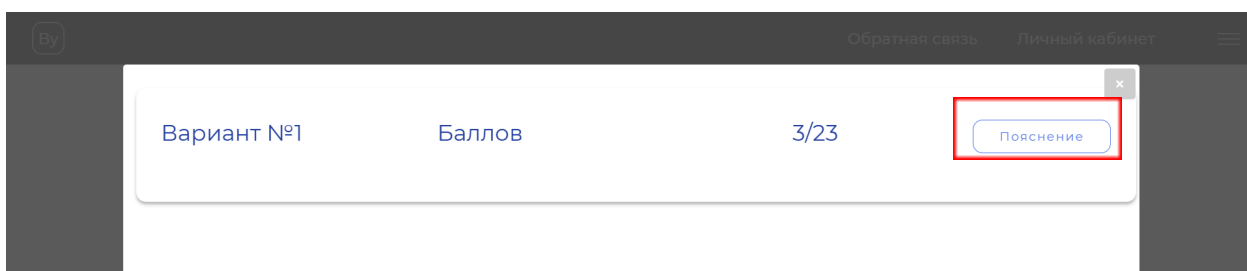 By Обратная связь Личный кабинет
×
Вариант №1 Баллов 3/23 Пояснение